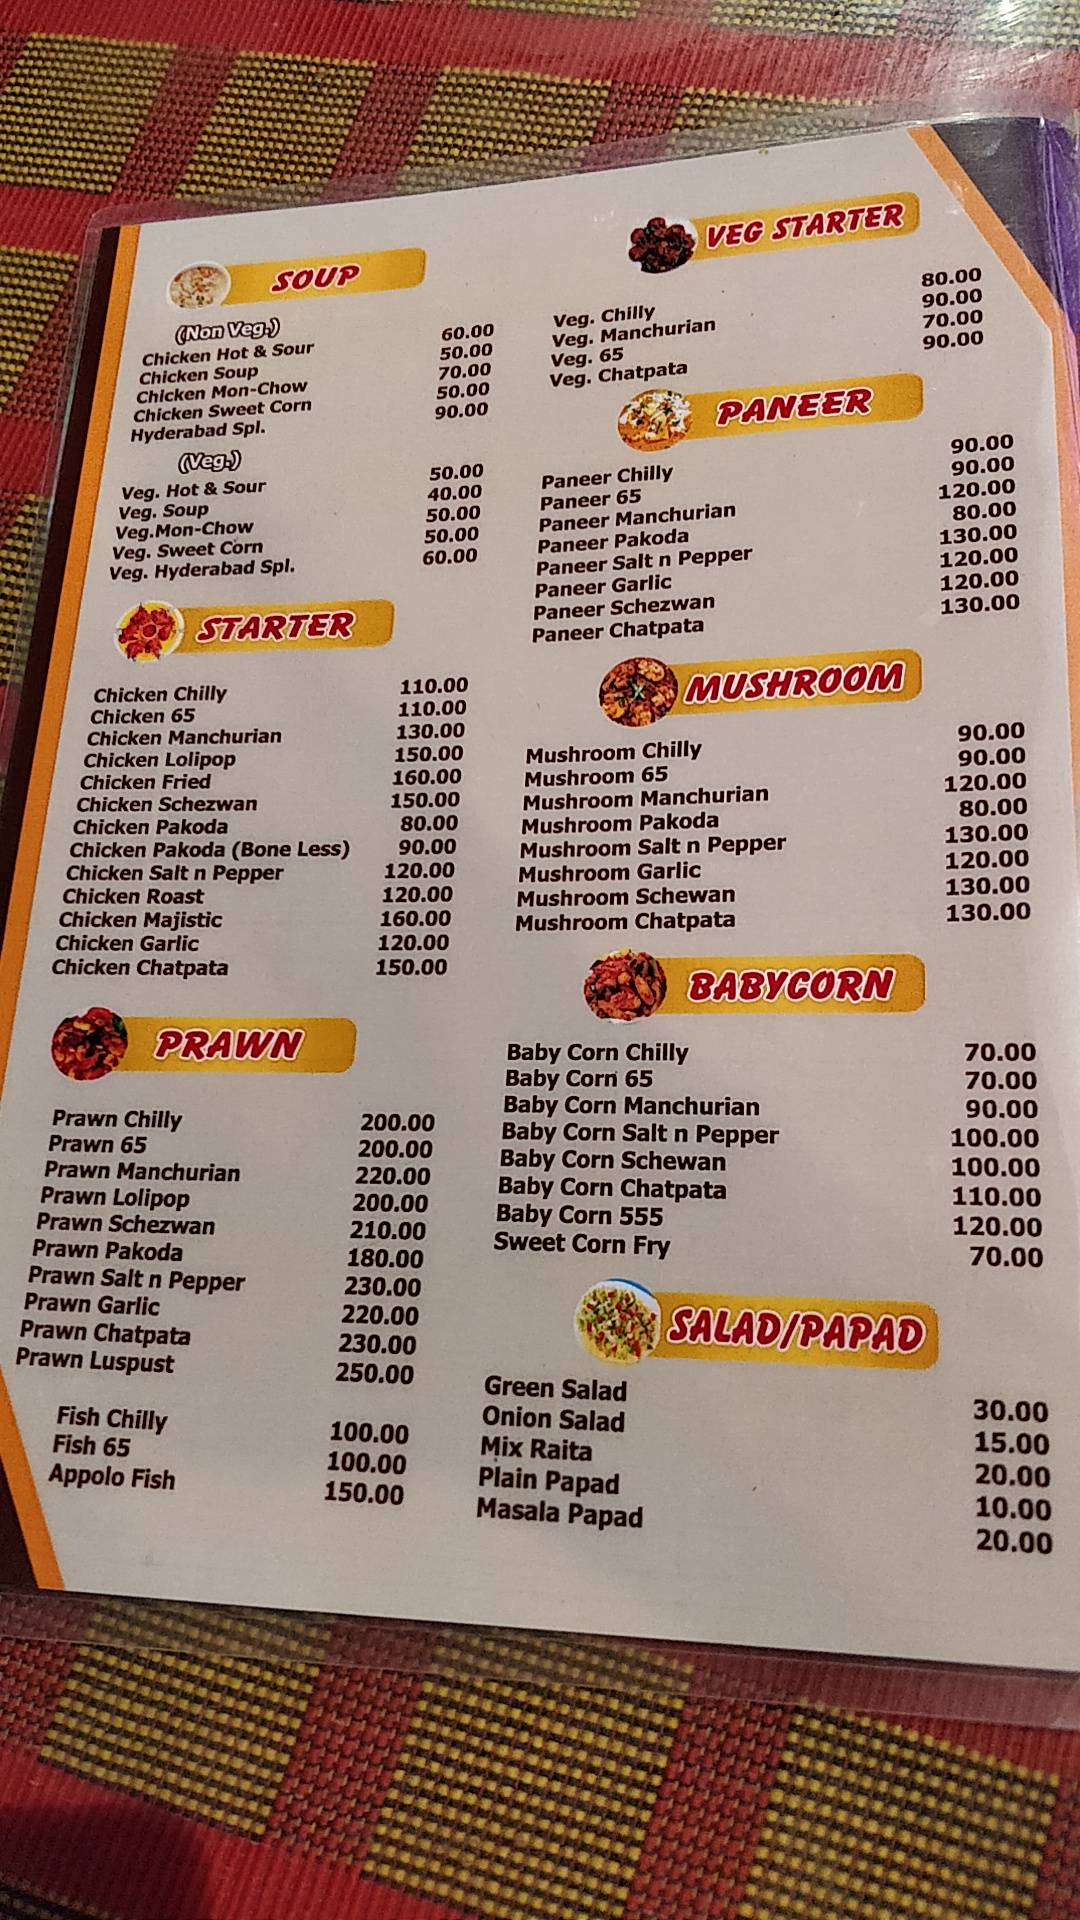 SOUP
(Non Veg.)
Chicken Hot & Sour 60.00
Chicken Soup 50.00
Chicken Mon-Chow 70.00
Chicken Sweet Corn 50.00
Hyderabad Spl. 90.00
(Veg.)
Veg. Hot & Sour 50.00
Veg. Soup 40.00
Veg.Mon-Chow 50.00
Veg. Sweet Corn 50.00
Veg. Hyderabad Spl. 60.00
STARTER
Chicken Chilly 110.00
Chicken 65 110.00
Chicken Manchurian 130.00
Chicken Lolipop 150.00
Chicken Fried 160.00
Chicken Schezwan 150.00
Chicken Pakoda 80.00
Chicken Pakoda (Bone Less) 90.00
Chicken Salt n Pepper 120.00
Chicken Roast 120.00
Chicken Majistic 160.00
Chicken Garlic 120.00
Chicken Chatpata 150.00
PRAWN
Prawn Chilly 200.00
Prawn 65 200.00
Prawn Manchurian 220.00
Prawn Lolipop 200.00
Prawn Schezwan 210.00
Prawn Pakoda 180.00
Prawn Salt n Pepper 230.00
Prawn Garlic 220.00
Prawn Chatpata 230.00
Prawn Luspust 250.00
Fish Chilly 100.00
Fish 65 100.00
Appolo Fish 150.00
VEG STARTER
Veg. Chilly 80.00
Veg. Manchurian 90.00
Veg. 65 70.00
Veg. Chatpata 90.00
PANEER
Paneer Chilly 90.00
Paneer 65 90.00
Paneer Manchurian 120.00
Paneer Pakoda 80.00
Paneer Salt n Pepper 130.00
Paneer Garlic 120.00
Paneer Schezwan 120.00
Paneer Chatpata 130.00
MUSHROOM
Mushroom Chilly 90.00
Mushroom 65 90.00
Mushroom Manchurian 120.00
Mushroom Pakoda 80.00
Mushroom Salt n Pepper 130.00
Mushroom Garlic 120.00
Mushroom Schewan 130.00
Mushroom Chatpata 130.00
BABYCORN
Baby Corn Chilly 70.00
Baby Corn 65 70.00
Baby Corn Manchurian 90.00
Baby Corn Salt n Pepper 100.00
Baby Corn Schewan 100.00
Baby Corn Chatpata 110.00
Baby Corn 555 120.00
Sweet Corn Fry 70.00
SALAD/PAPAD
Green Salad 30.00
Onion Salad 15.00
Mix Raita 20.00
Plain Papad 10.00
Masala Papad 20.00